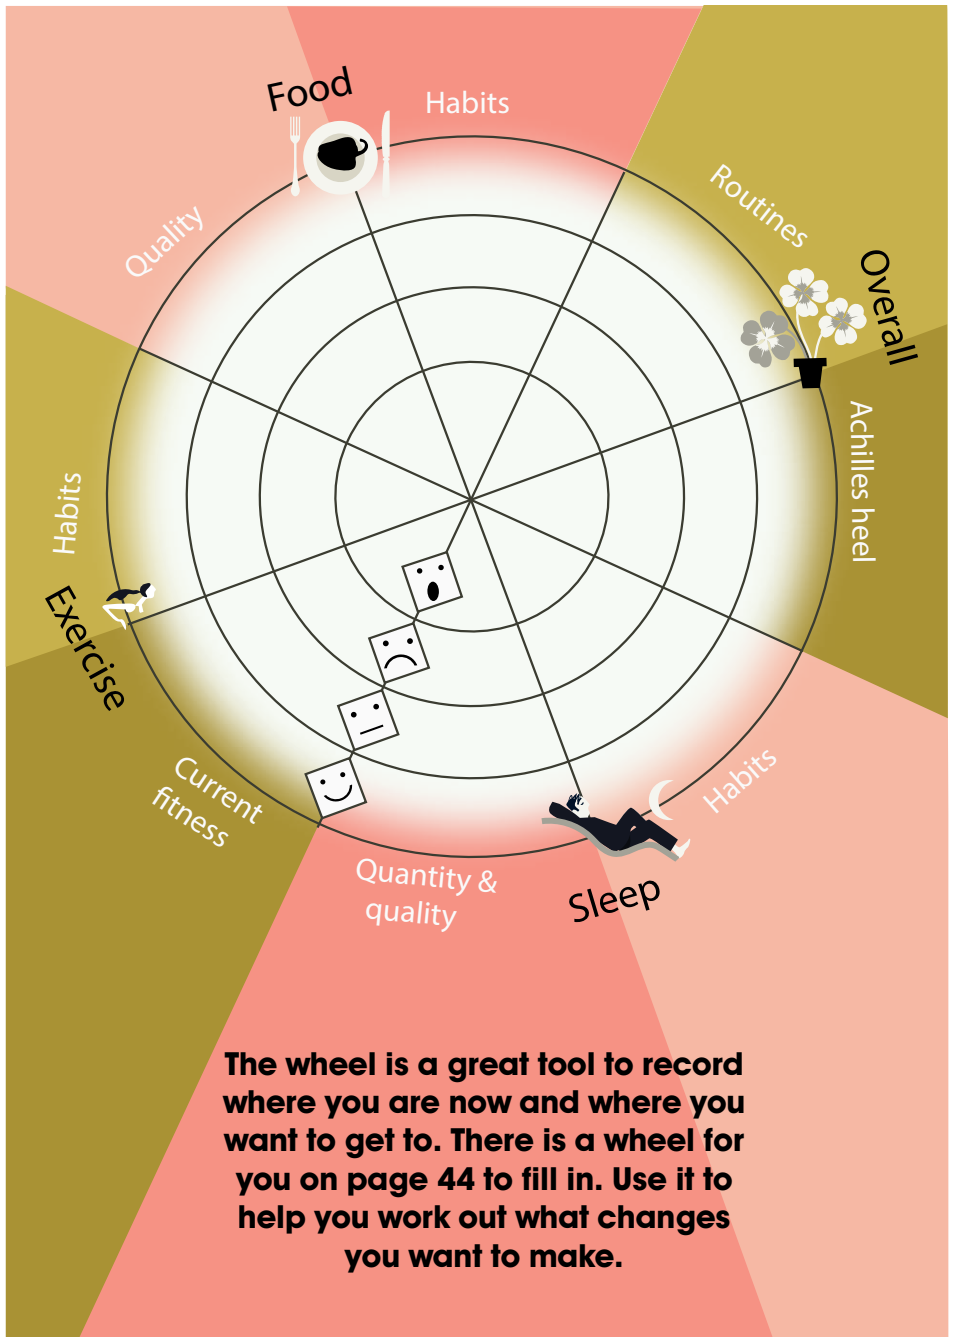 Food
Habits
Quality
Routines
Overall
Achilles heel
Habits
Exercise
Current
fitness
Habits
Quantity &
quality
Sleep
The wheel is a great tool to record
where you are now and where you
want to get to. There is a wheel for
you on page 44 to fill in. Use it to
help you work out what changes
you want to make.